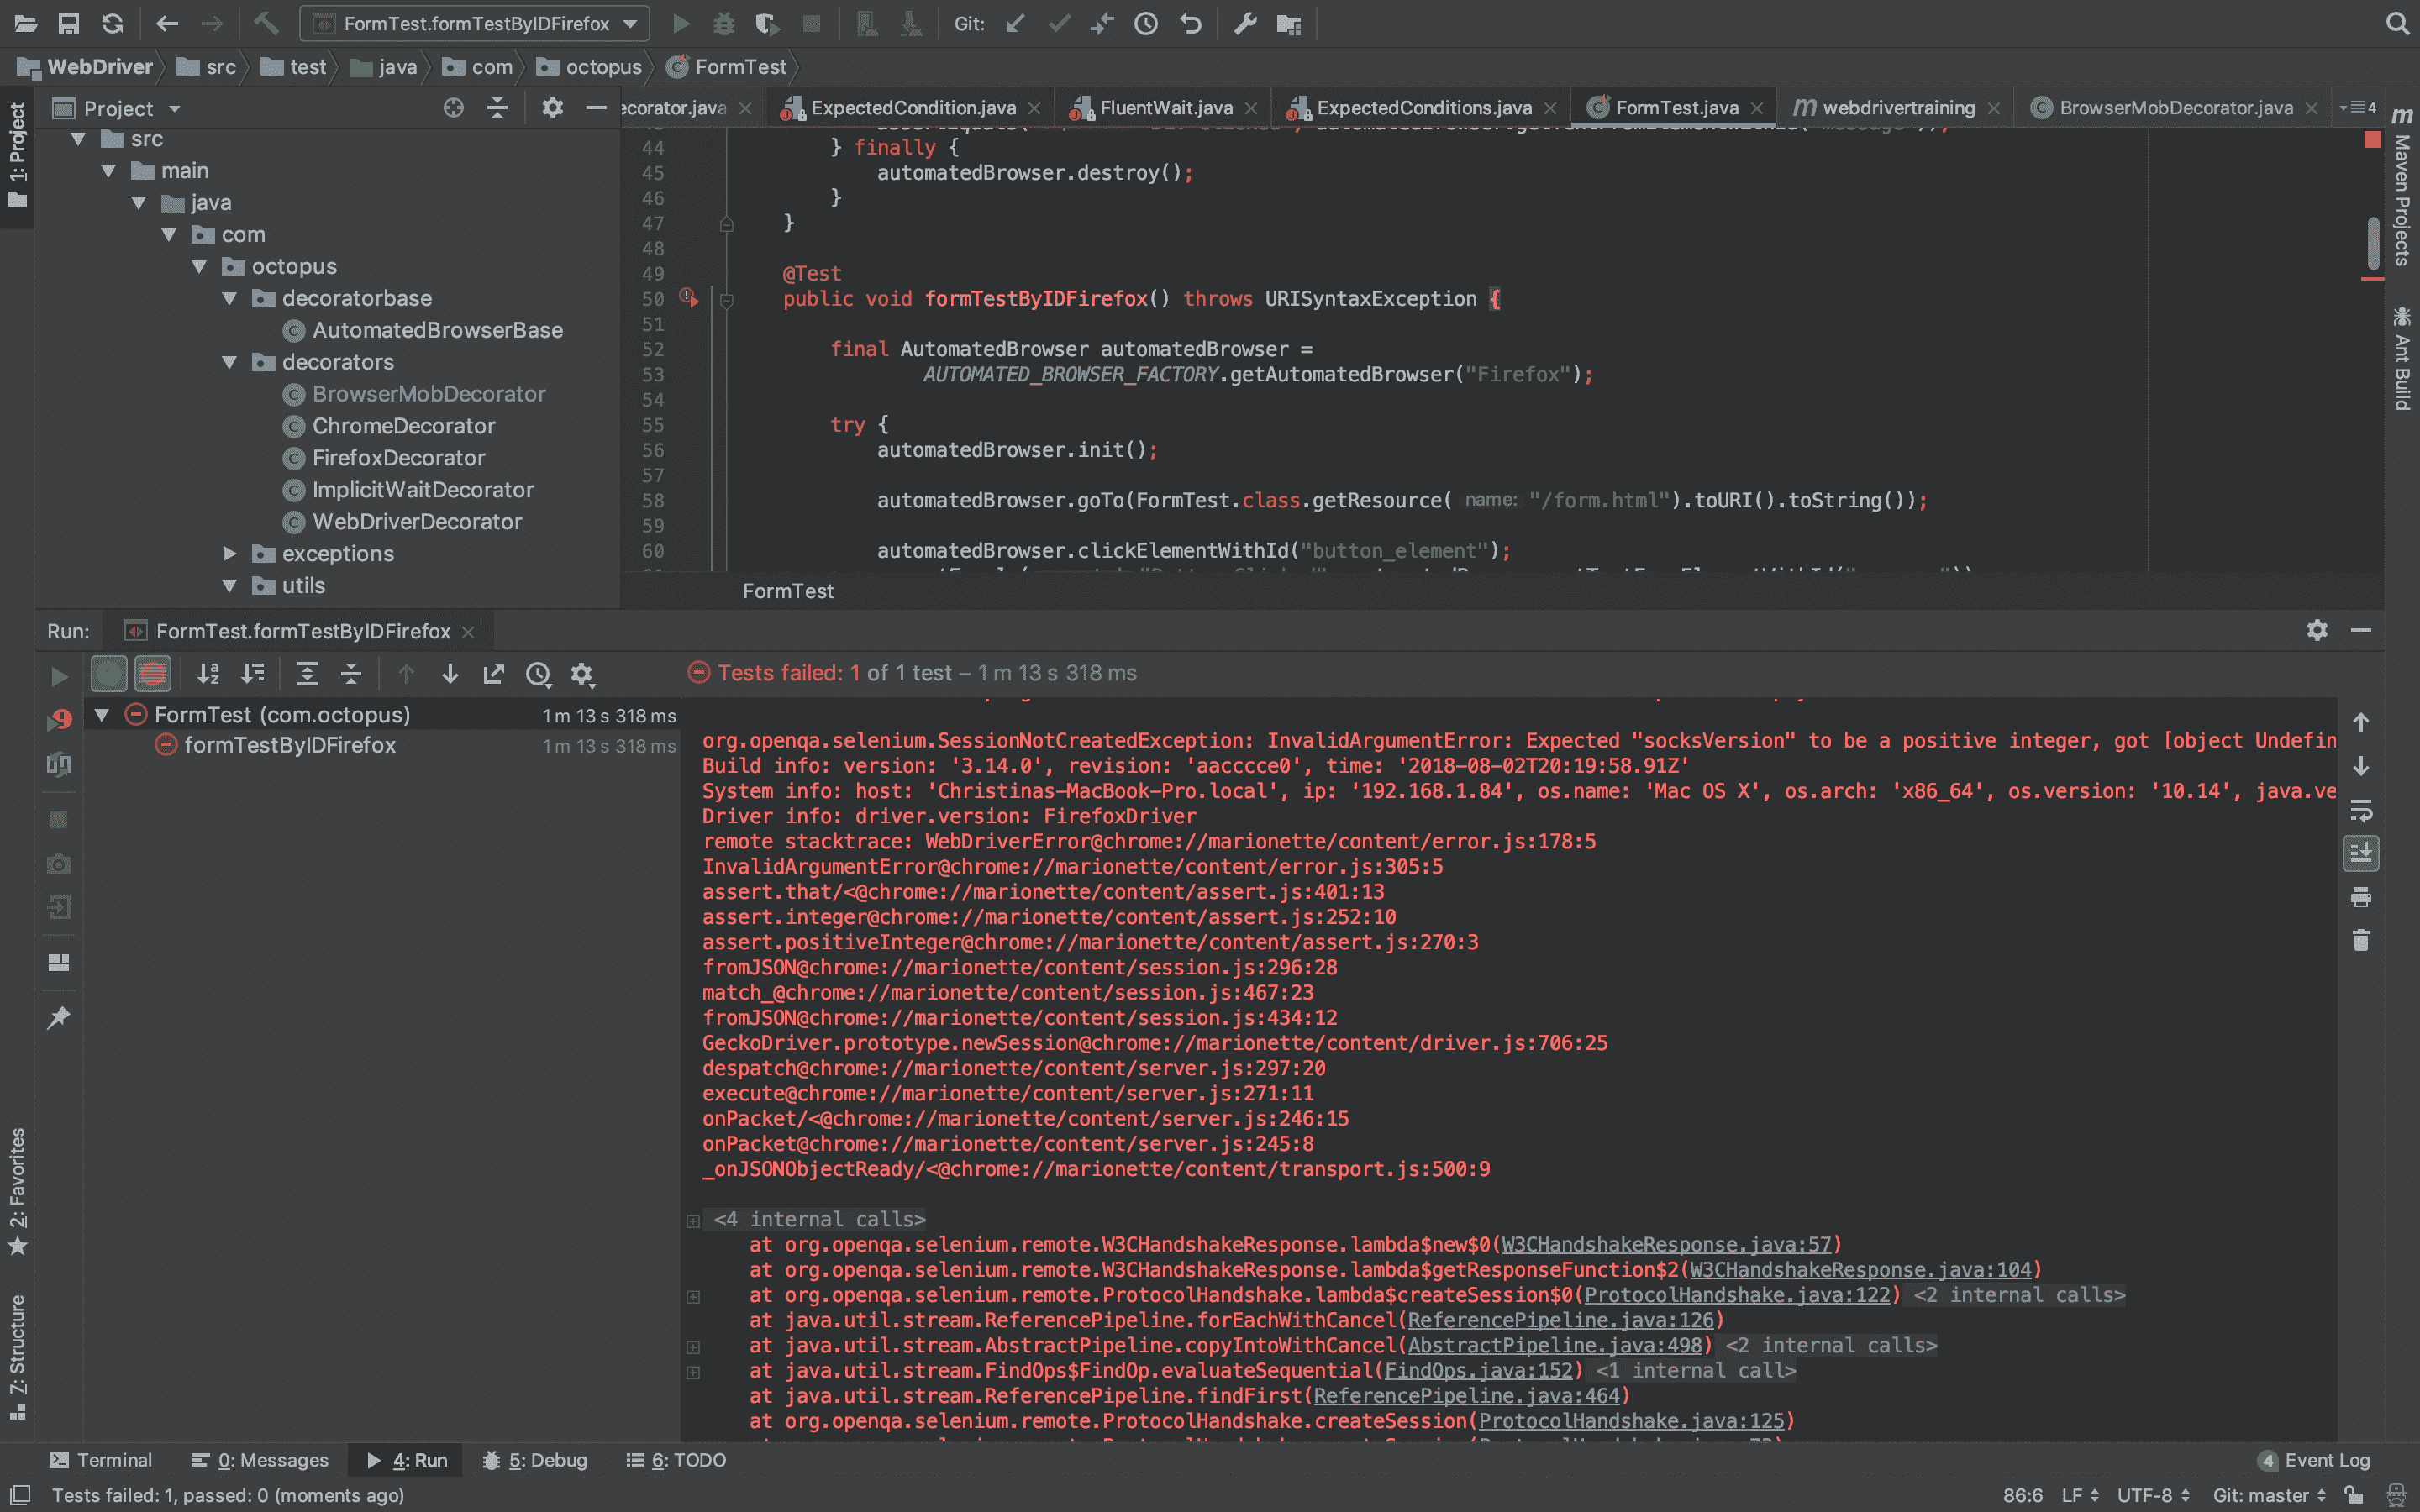 FormTest.formTestByIDFirefox
Git:
WebDriver src test java com octopus FormTest
1: Project
Project
ecorator.java ExpectedCondition.java FluentWait.java ExpectedConditions.java FormTest.java m webdrivertraining BrowserMobDecorator.java 4
m Maven Projects
Ant Build
src
main
java
com
octopus
decoratorbase
AutomatedBrowserBase
decorators
BrowserMobDecorator
ChromeDecorator
FirefoxDecorator
ImplicitWaitDecorator
WebDriverDecorator
exceptions
utils
44 } finally {
45 automatedBrowser.destroy();
46 }
47 }
48
49 @Test
50 public void formTestByIDFirefox() throws URISyntaxException {
51
52 final AutomatedBrowser automatedBrowser =
53 AUTOMATED_BROWSER_FACTORY.getAutomatedBrowser("Firefox");
54
55 try {
56 automatedBrowser.init();
57
58 automatedBrowser.goTo(FormTest.class.getResource( name: "/form.html").toURI().toString());
59
60 automatedBrowser.clickElementWithId("button_element");
FormTest
Run: FormTest.formTestByIDFirefox
Tests failed: 1 of 1 test – 1 m 13 s 318 ms
FormTest (com.octopus) 1 m 13 s 318 ms
formTestByIDFirefox 1 m 13 s 318 ms
org.openqa.selenium.SessionNotCreatedException: InvalidArgumentError: Expected "socksVersion" to be a positive integer, got [object Undefin
Build info: version: '3.14.0', revision: 'aacccce0', time: '2018-08-02T20:19:58.91Z'
System info: host: 'Christinas-MacBook-Pro.local', ip: '192.168.1.84', os.name: 'Mac OS X', os.arch: 'x86_64', os.version: '10.14', java.ve
Driver info: driver.version: FirefoxDriver
remote stacktrace: WebDriverError@chrome://marionette/content/error.js:178:5
InvalidArgumentError@chrome://marionette/content/error.js:305:5
assert.that/<@chrome://marionette/content/assert.js:401:13
assert.integer@chrome://marionette/content/assert.js:252:10
assert.positiveInteger@chrome://marionette/content/assert.js:270:3
fromJSON@chrome://marionette/content/session.js:296:28
match_@chrome://marionette/content/session.js:467:23
fromJSON@chrome://marionette/content/session.js:434:12
GeckoDriver.prototype.newSession@chrome://marionette/content/driver.js:706:25
despatch@chrome://marionette/content/server.js:297:20
execute@chrome://marionette/content/server.js:271:11
onPacket/<@chrome://marionette/content/server.js:246:15
onPacket@chrome://marionette/content/server.js:245:8
_onJSONObjectReady/<@chrome://marionette/content/transport.js:500:9
<4 internal calls>
at org.openqa.selenium.remote.W3CHandshakeResponse.lambda$new$0(W3CHandshakeResponse.java:57)
at org.openqa.selenium.remote.W3CHandshakeResponse.lambda$getResponseFunction$2(W3CHandshakeResponse.java:104)
at org.openqa.selenium.remote.ProtocolHandshake.lambda$createSession$0(ProtocolHandshake.java:122) <2 internal calls>
at java.util.stream.ReferencePipeline.forEachWithCancel(ReferencePipeline.java:126)
at java.util.stream.AbstractPipeline.copyIntoWithCancel(AbstractPipeline.java:498) <2 internal calls>
at java.util.stream.FindOps$FindOp.evaluateSequential(FindOps.java:152) <1 internal call>
at java.util.stream.ReferencePipeline.findFirst(ReferencePipeline.java:464)
at org.openqa.selenium.remote.ProtocolHandshake.createSession(ProtocolHandshake.java:125)
2: Favorites
7: Structure
Terminal 0: Messages 4: Run 5: Debug 6: TODO 4 Event Log
Tests failed: 1, passed: 0 (moments ago) 86:6 LF UTF-8 Git: master